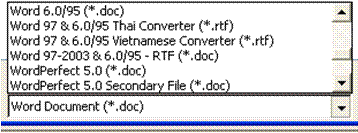 Word 6.0/95 (*.doc)
Word 97 & 6.0/95 Thai Converter (*.rtf)
Word 97 & 6.0/95 Vietnamese Converter (*.rtf)
Word 97-2003 & 6.0/95 - RTF (*.doc)
WordPerfect 5.0 (*.doc)
WordPerfect 5.0 Secondary File (*.doc)
Word Document (*.doc)